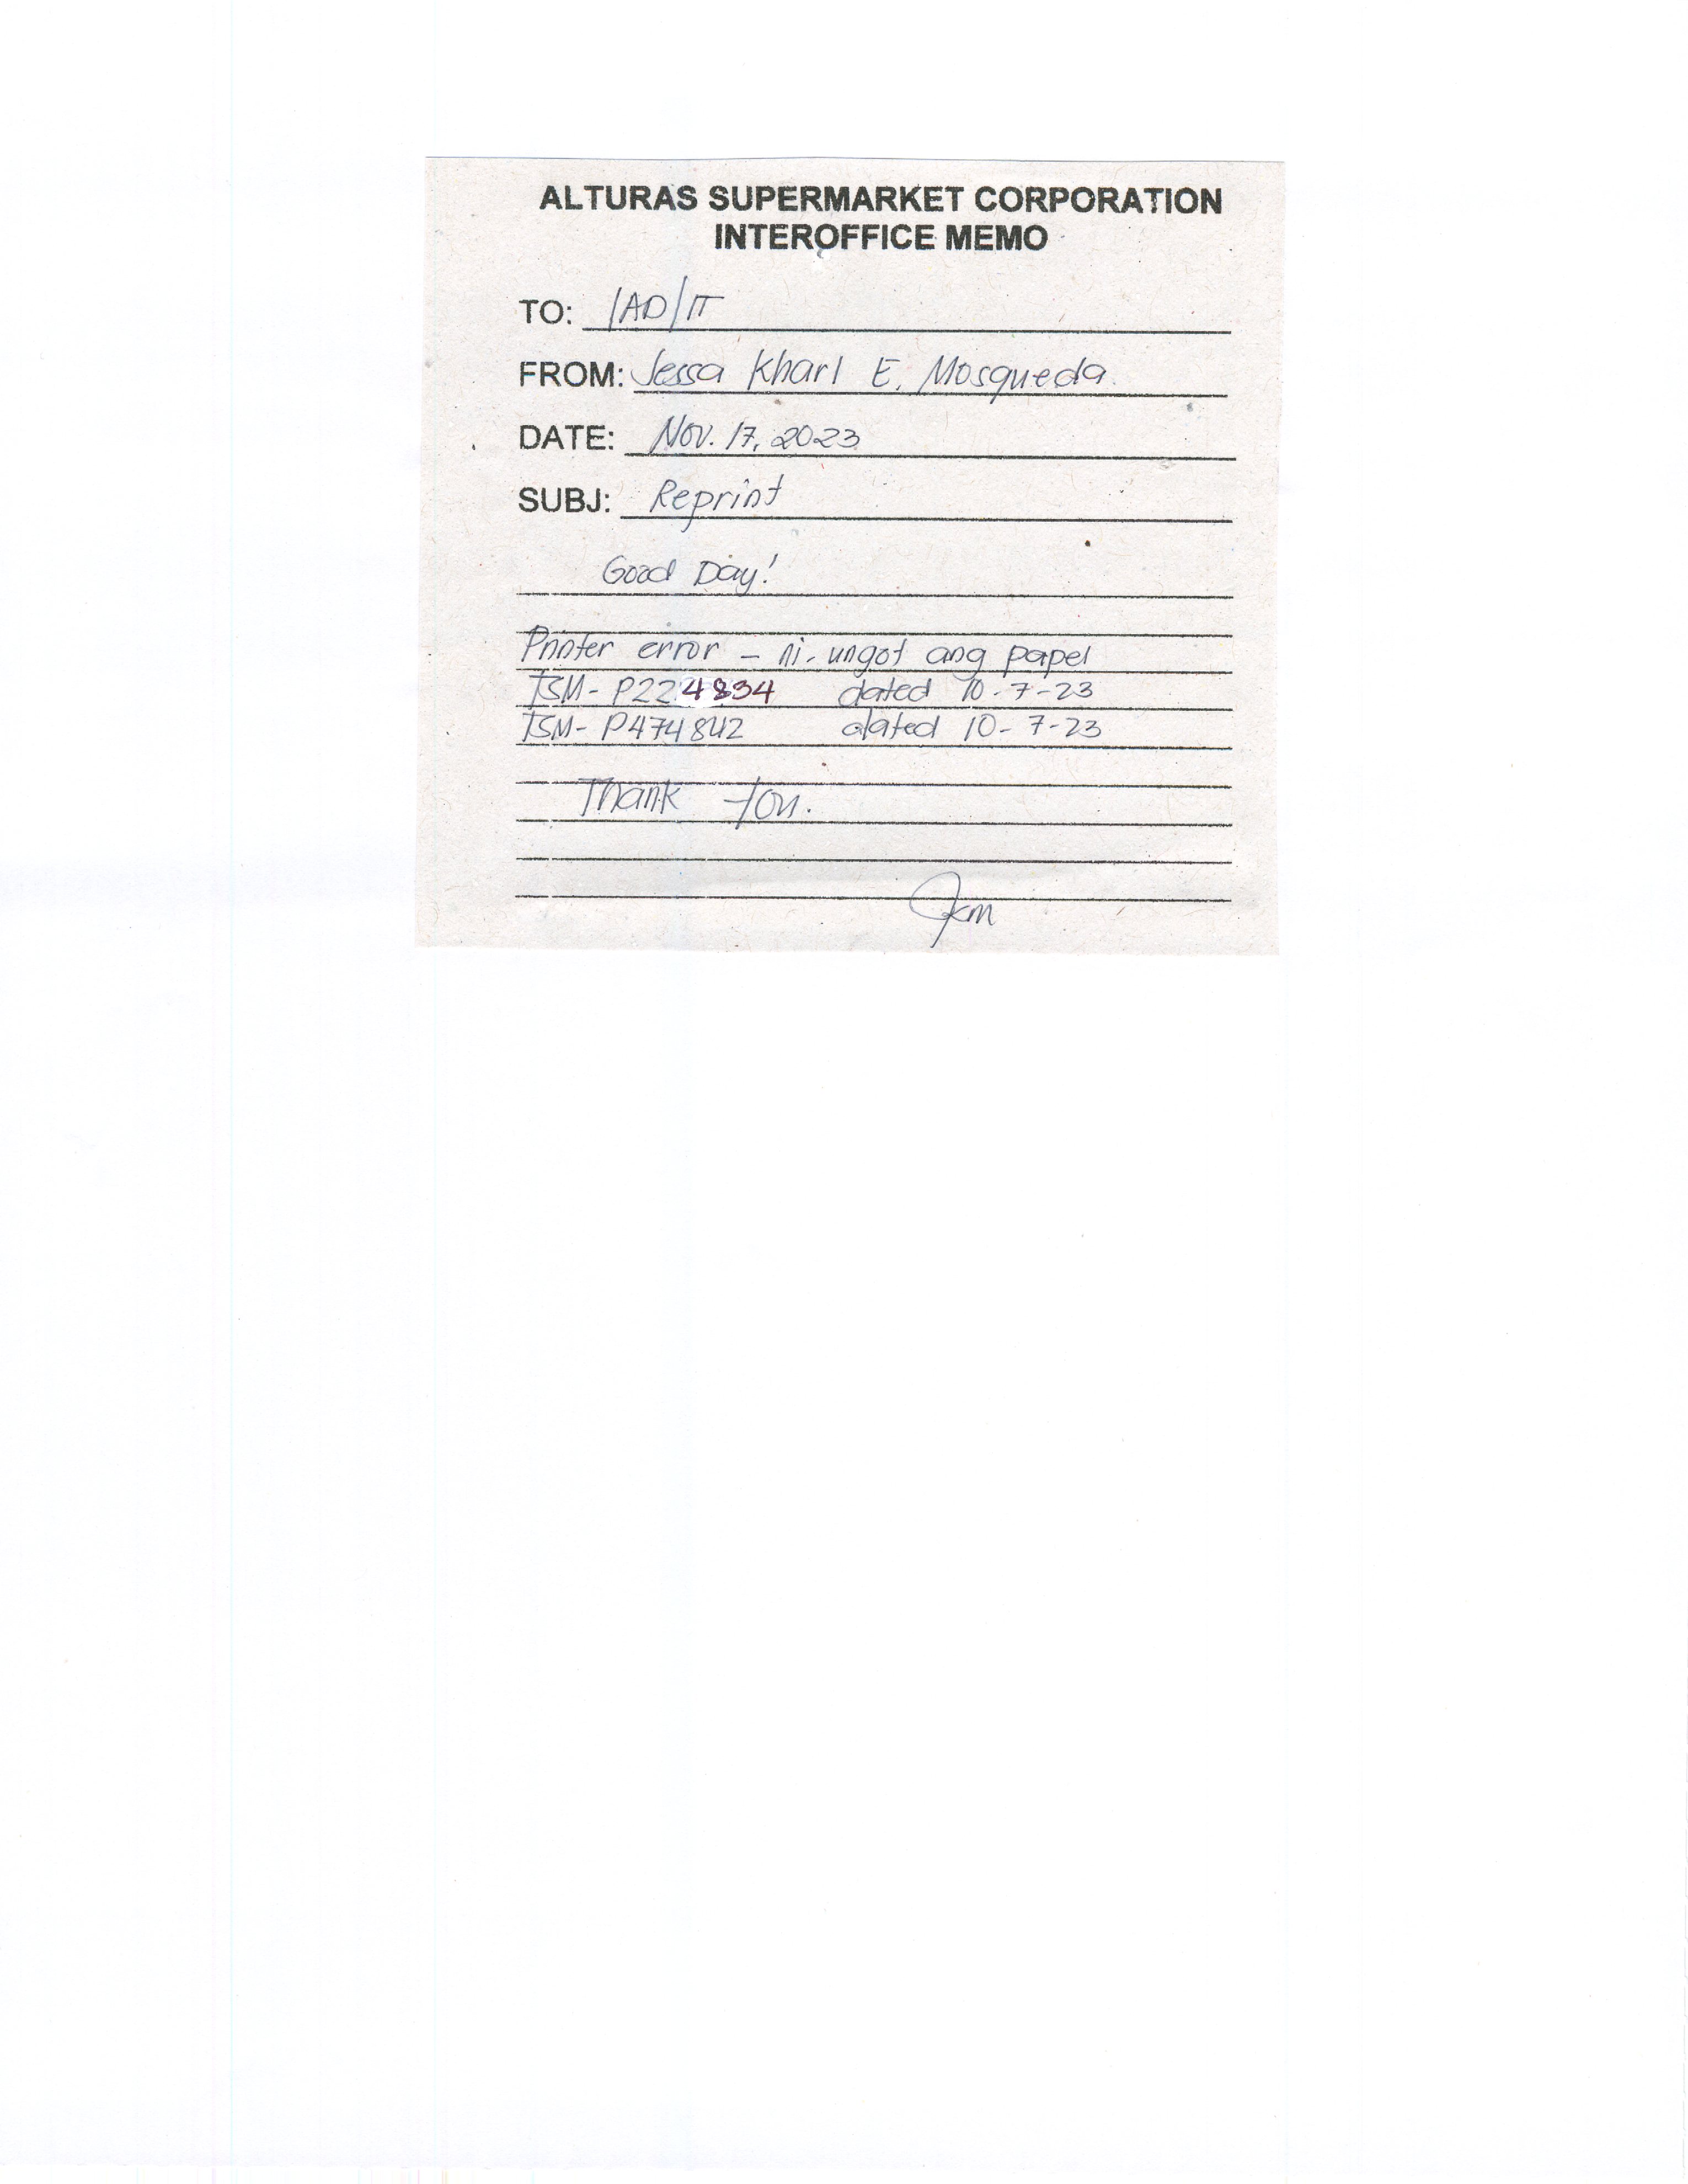 ALTURAS SUPERMARKET CORPORATION
INTEROFFICE MEMO
TO: IAD/IT
FROM: Jessa Kharl E. Mosqueda
DATE: Nov. 17, 2023
SUBJ: Reprint
Good Day!
Printer error - ni-ungot ang papel
TSM- P224834 dated 10-7-23
TSM- P474842 dated 10-7-23
Thank You.
Jkm